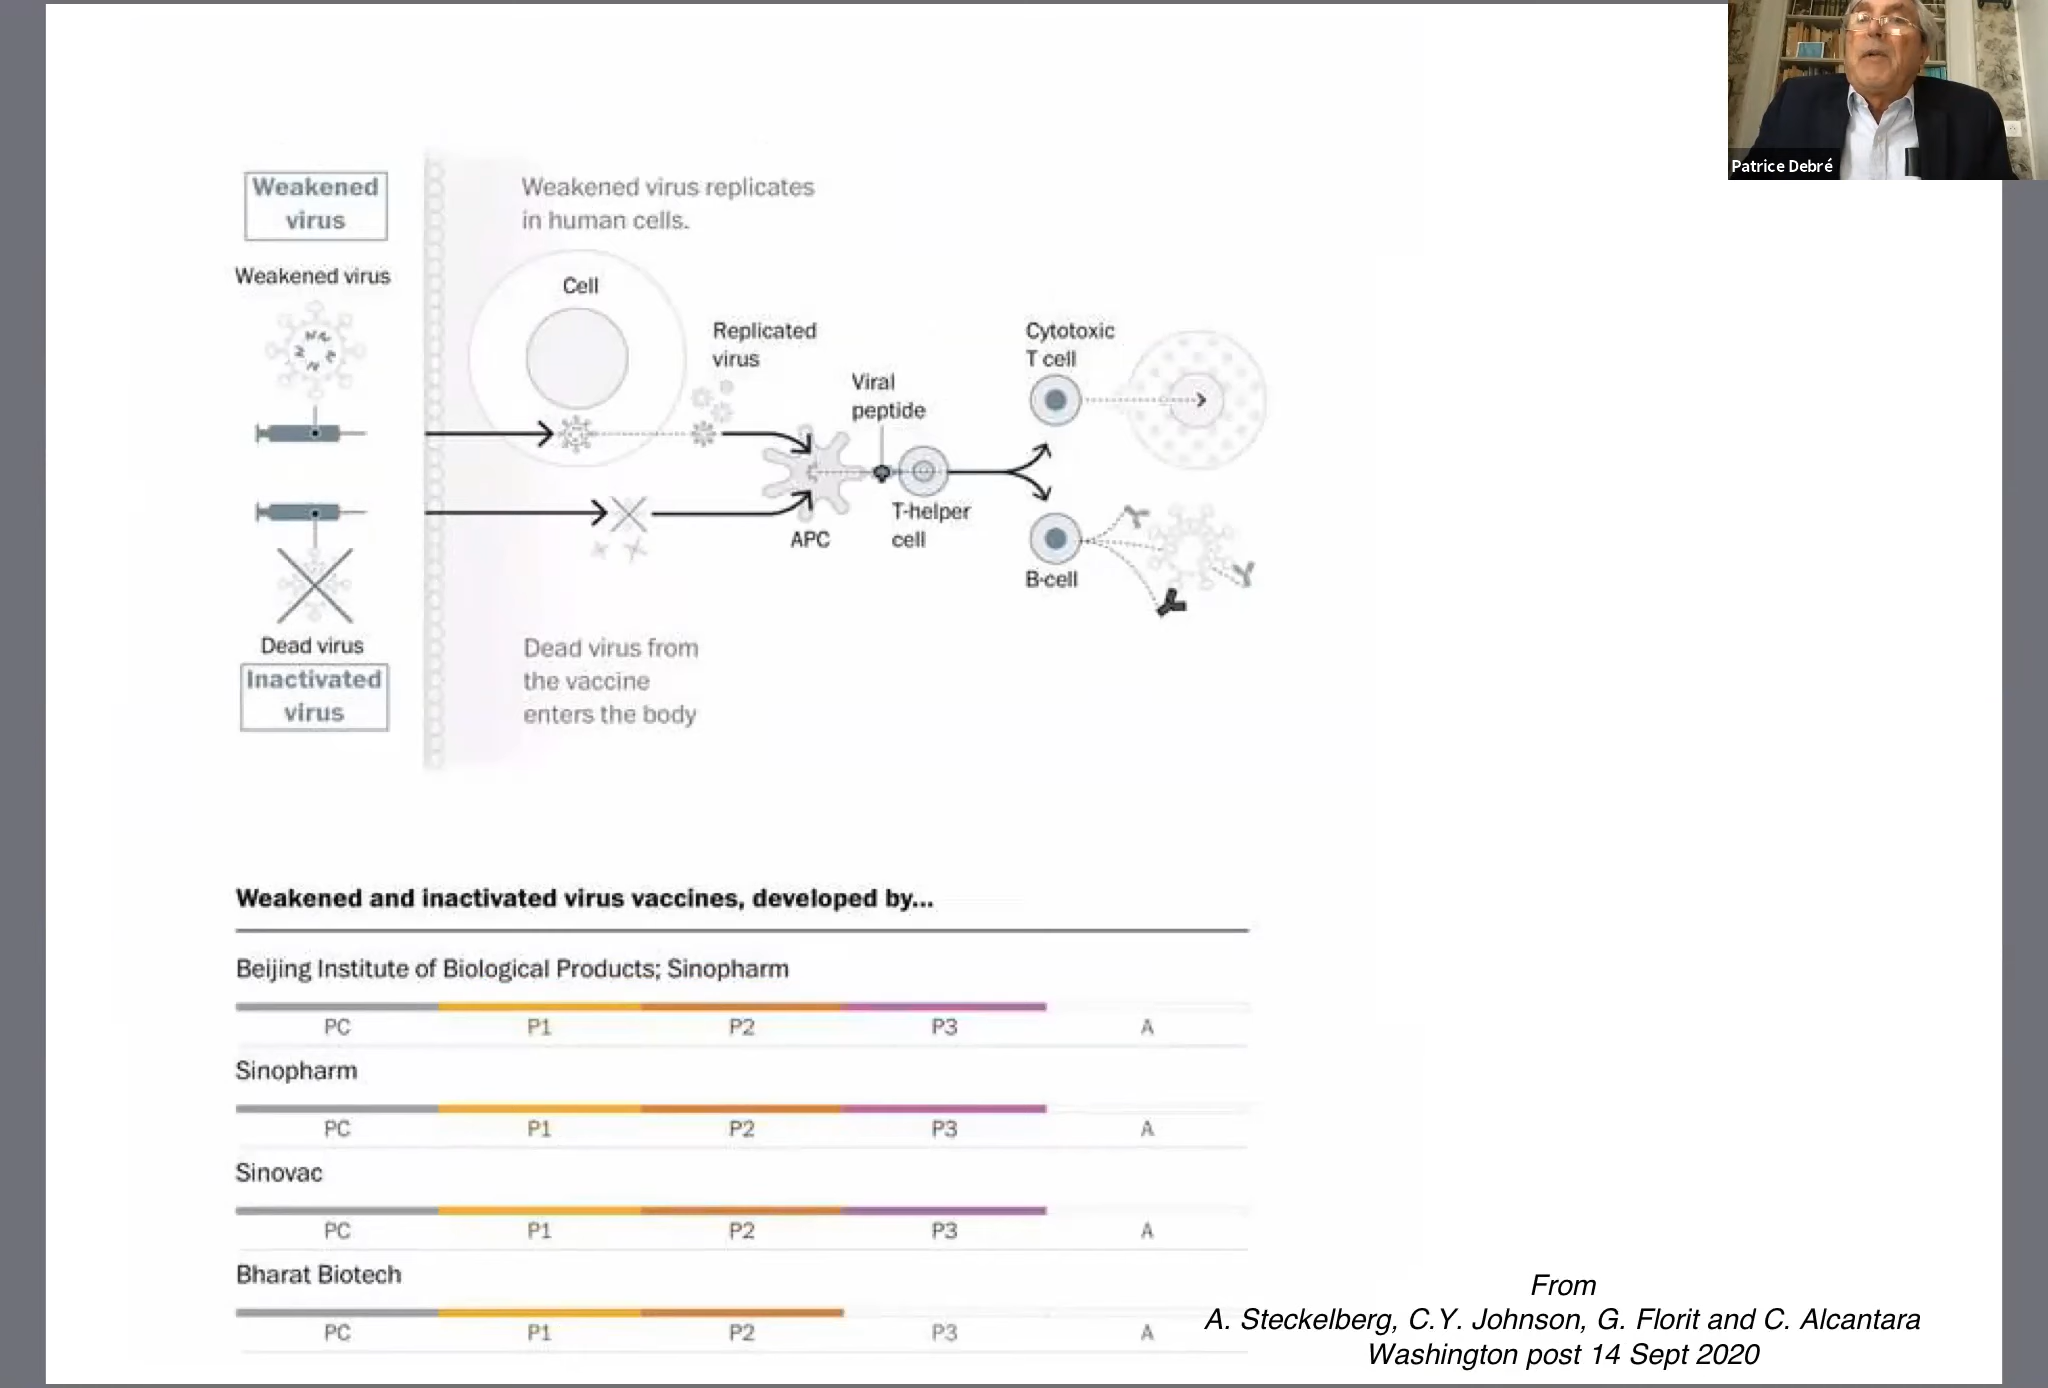 Patrice Debré
Weakened
virus
Weakened virus replicates
in human cells.
Weakened virus
Cell
Replicated
virus
Cytotoxic
T cell
Viral
peptide
T-helper
cell
APC
B-cell
Dead virus
Inactivated
virus
Dead virus from
the vaccine
enters the body
Weakened and inactivated virus vaccines, developed by...
Beijing Institute of Biological Products; Sinopharm
PC P1 P2 P3 A
Sinopharm
PC P1 P2 P3 A
Sinovac
PC P1 P2 P3 A
Bharat Biotech
PC P1 P2 P3 A
From
A. Steckelberg, C.Y. Johnson, G. Florit and C. Alcantara
Washington post 14 Sept 2020